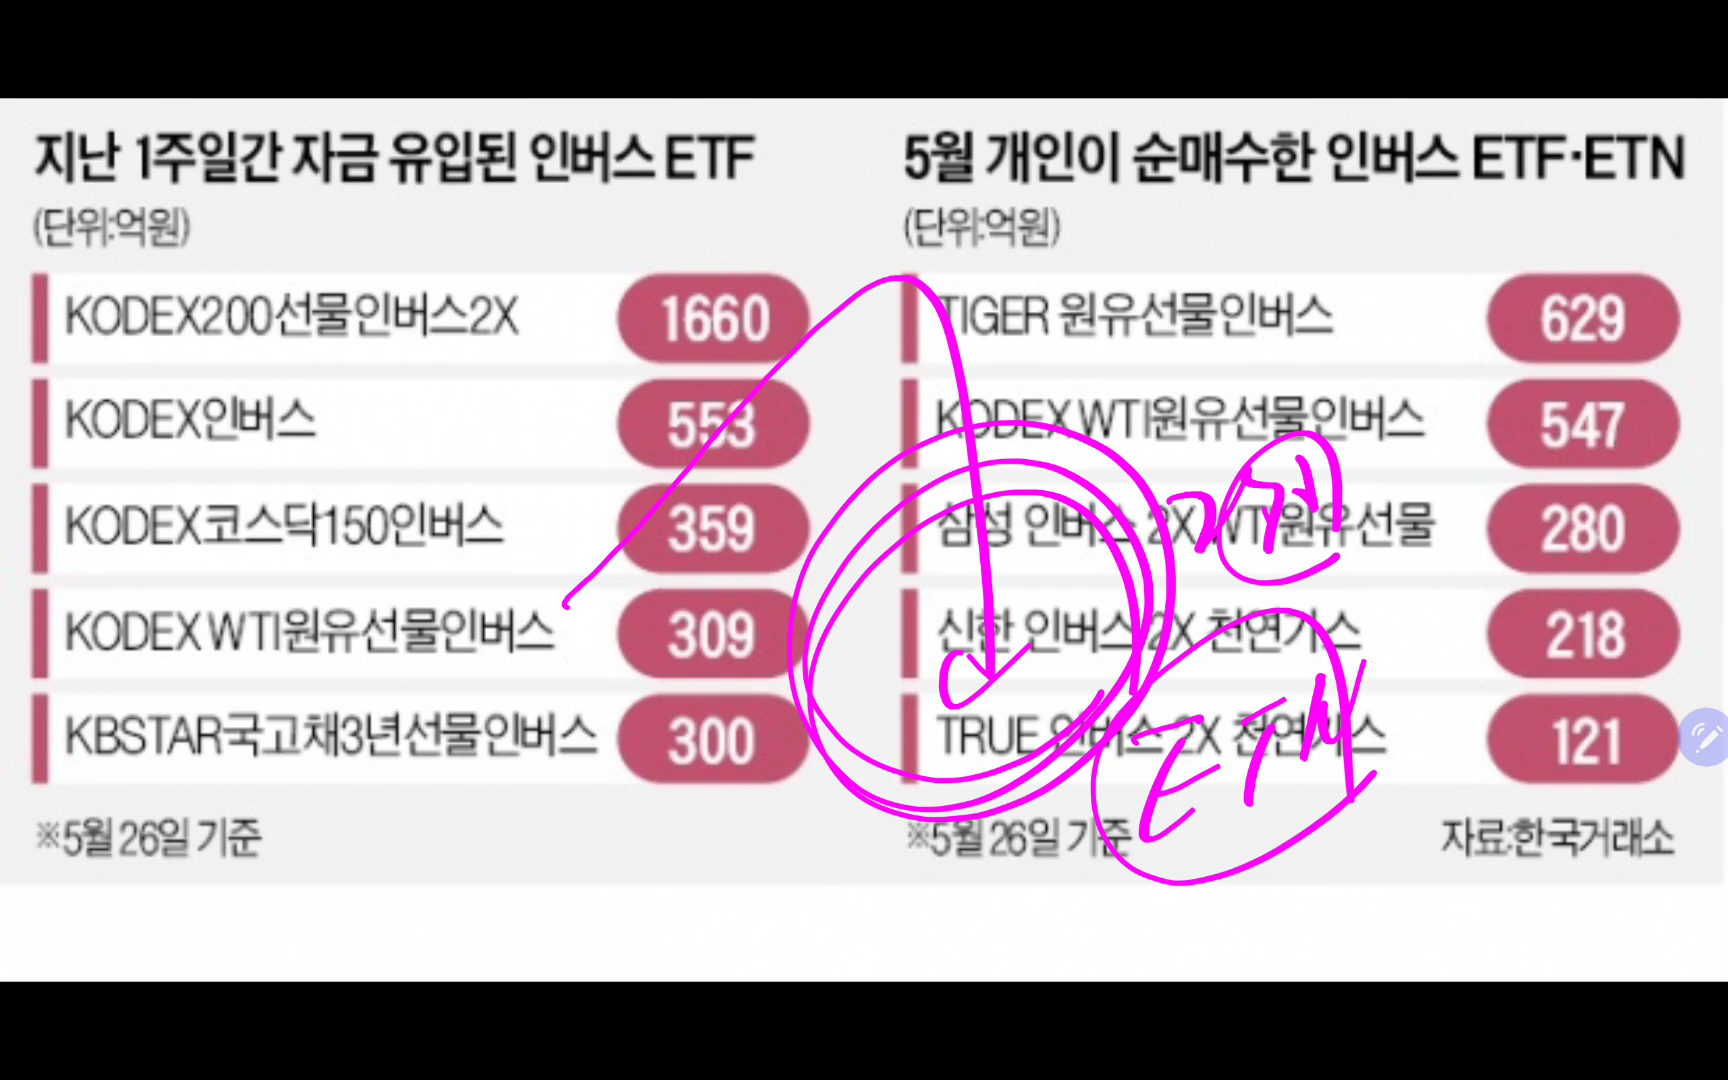 지난 1주일간 자금 유입된 인버스 ETF
(단위:억원)
KODEX200선물인버스2X 1660
KODEX인버스 553
KODEX코스닥150인버스 359
KODEX WTI원유선물인버스 309
KBSTAR국고채3년선물인버스 300
※5월 26일 기준
5월 개인이 순매수한 인버스 ETF·ETN
(단위:억원)
TIGER 원유선물인버스 629
KODEX WTI원유선물인버스 547
삼성 인버스 2X WTI원유선물 280
신한 인버스 2X 천연가스 218
TRUE 인버스 2X 천연가스 121
※5월 26일 기준
자료:한국거래소
ETN